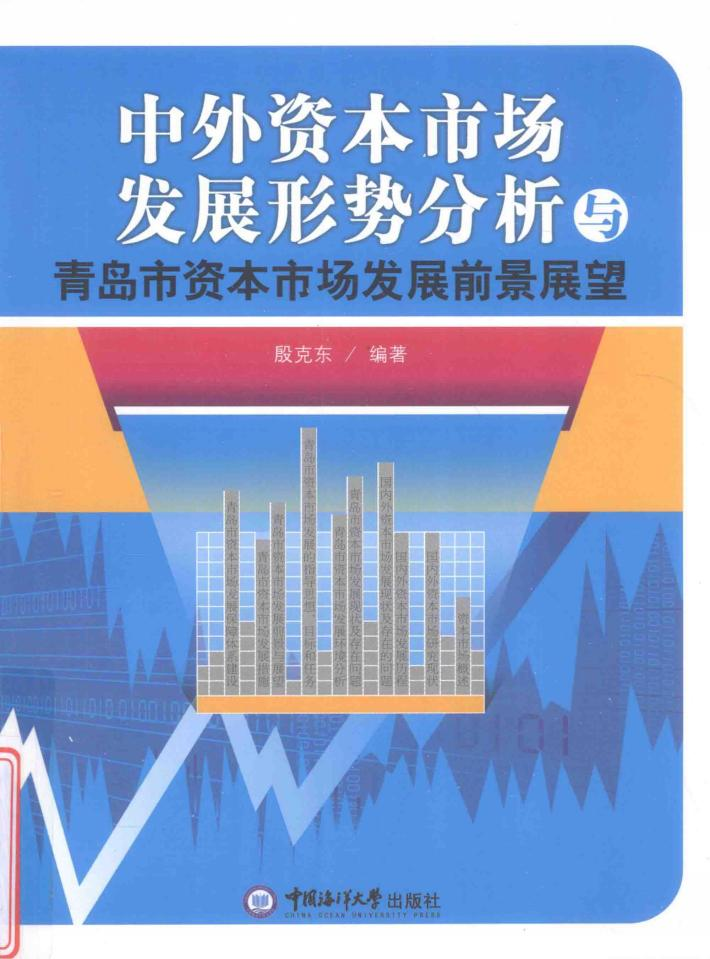 中外资本市场
发展形势分析与
青岛市资本市场发展前景展望
殷克东 / 编著
青岛市资本市场发展保障体系建设
青岛市资本市场发展措施
青岛市资本市场发展前景展望
青岛市资本市场发展的指导思想、目标和任务
青岛市资本市场发展环境分析
青岛市资本市场发展现状及存在问题
国内外资本市场发展现状及存在的问题
国内外资本市场发展历程
国内外资本市场研究现状
资本市场概述
0101
中国海洋大学出版社
CHINA OCEAN UNIVERSITY PRESS